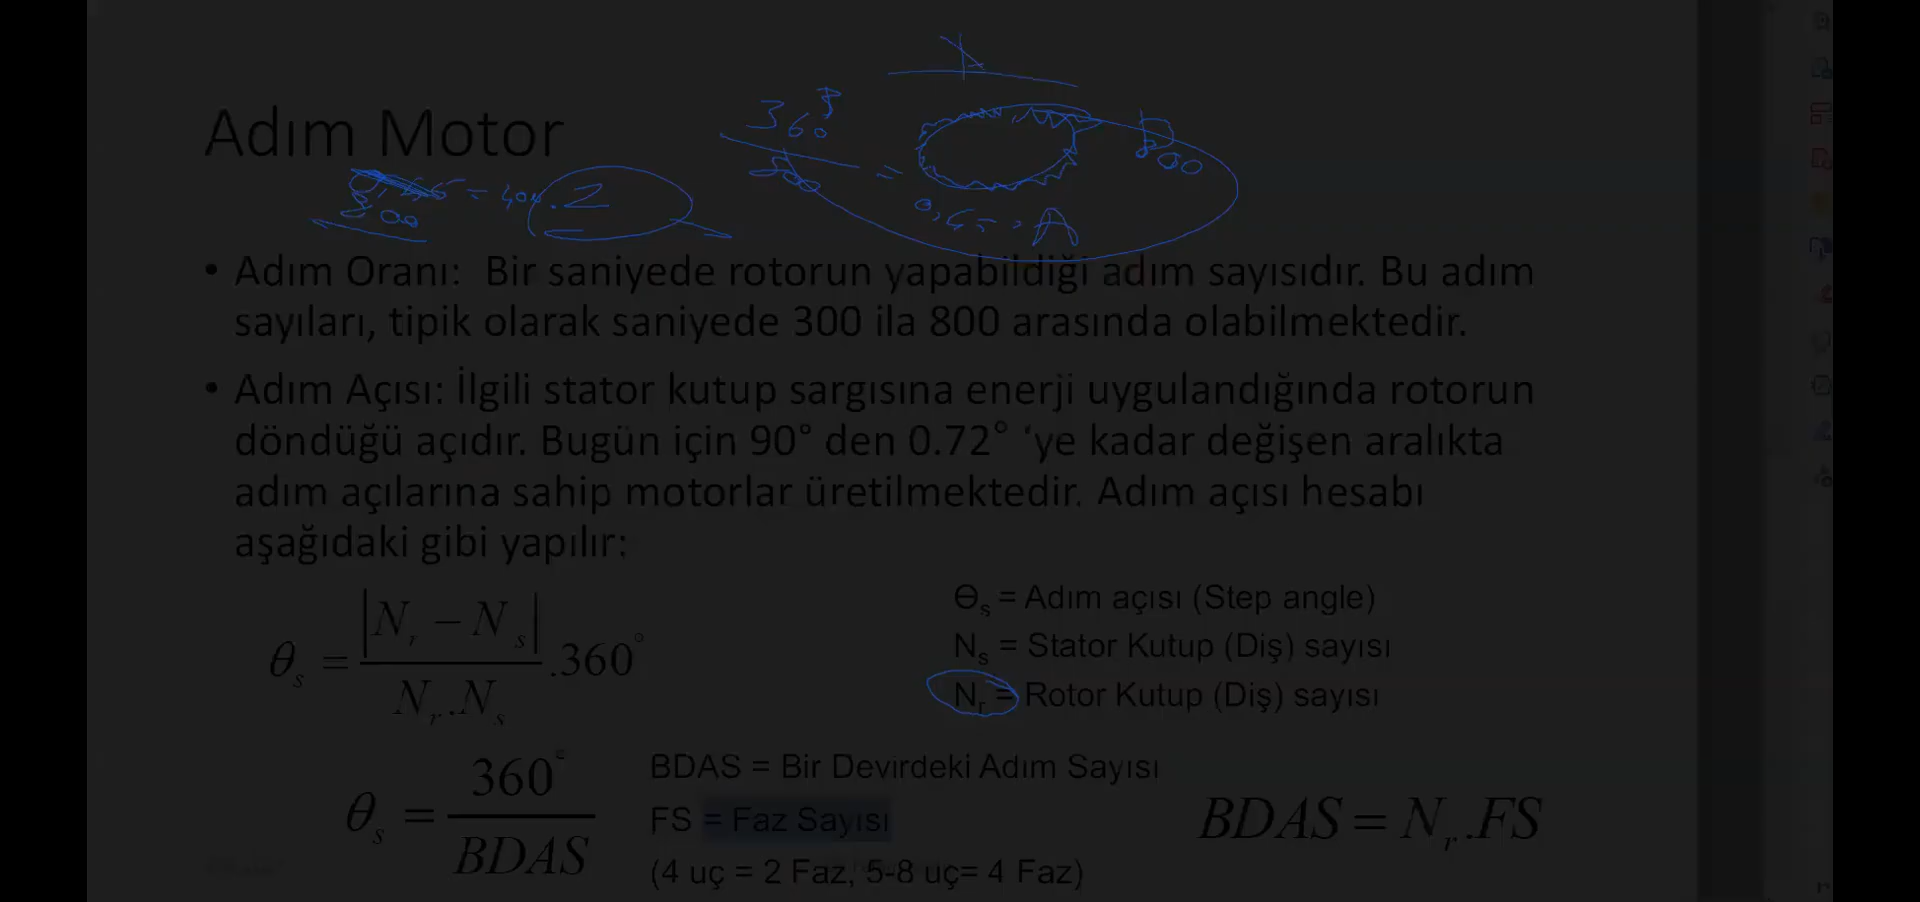 Adım Motor
360°
800
= 400.2
800
• Adım Oranı: Bir saniyede rotorun yapabildiği adım sayısıdır. Bu adım
sayıları, tipik olarak saniyede 300 ila 800 arasında olabilmektedir.
• Adım Açısı: İlgili stator kutup sargısına enerji uygulandığında rotorun
döndüğü açıdır. Bugün için 90° den 0.72° ‘ye kadar değişen aralıkta
adım açılarına sahip motorlar üretilmektedir. Adım açısı hesabı
aşağıdaki gibi yapılır:
θs = |Nr − Ns| / Nr.Ns .360°
Θs = Adım açısı (Step angle)
Ns = Stator Kutup (Diş) sayısı
Nr = Rotor Kutup (Diş) sayısı
θs = 360° / BDAS
BDAS = Bir Devirdeki Adım Sayısı
FS = Faz Sayısı
(4 uç = 2 Faz, 5-8 uç= 4 Faz)
BDAS = Nr.FS